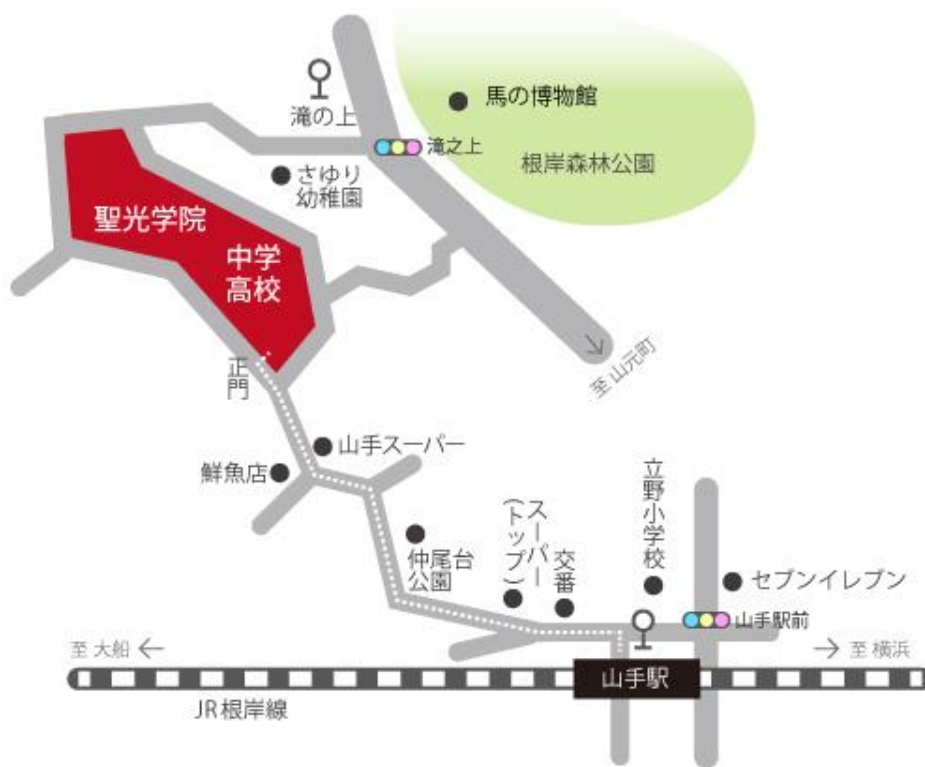 馬の博物館
滝の上
滝之上
根岸森林公園
さゆり
幼稚園
聖光学院
中学
高校
至 山元町
正門
山手スーパー
鮮魚店
立野小学校
スーパー
(トップ)
交番
仲尾台
公園
セブンイレブン
山手駅前
至 大船
至 横浜
山手駅
JR根岸線